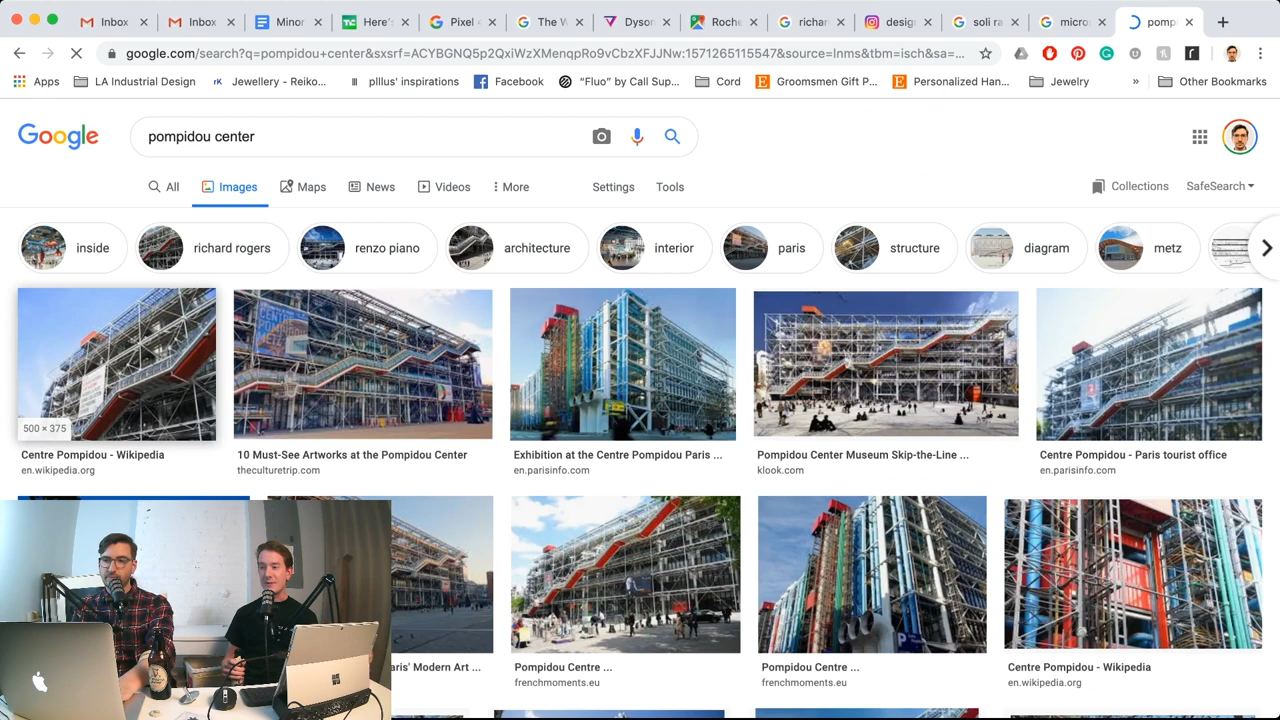 Inbox
Inbox
Minor
Here's
Pixel 4
The W
Dyson
Roche
richar
desig
soli ra
micro
pomp
google.com/search?q=pompidou+center&sxsrf=ACYBGNQ5p2QxiWzXMenqpRo9vCbzXFJJNw:1571265115547&source=lnms&tbm=isch&sa=...
Apps
LA Industrial Design
Jewellery - Reiko...
plllus' inspirations
Facebook
“Fluo” by Call Sup...
Cord
Groomsmen Gift P...
Personalized Han...
Jewelry
»
Other Bookmarks
Google
pompidou center
All
Images
Maps
News
Videos
More
Settings
Tools
Collections
SafeSearch
inside
richard rogers
renzo piano
architecture
interior
paris
structure
diagram
metz
500 × 375
Centre Pompidou - Wikipedia
en.wikipedia.org
10 Must-See Artworks at the Pompidou Center
theculturetrip.com
Exhibition at the Centre Pompidou Paris ...
en.parisinfo.com
Pompidou Center Museum Skip-the-Line ...
klook.com
Centre Pompidou - Paris tourist office
en.parisinfo.com
aris' Modern Art ...
Pompidou Centre ...
frenchmoments.eu
Pompidou Centre ...
frenchmoments.eu
Centre Pompidou - Wikipedia
en.wikipedia.org